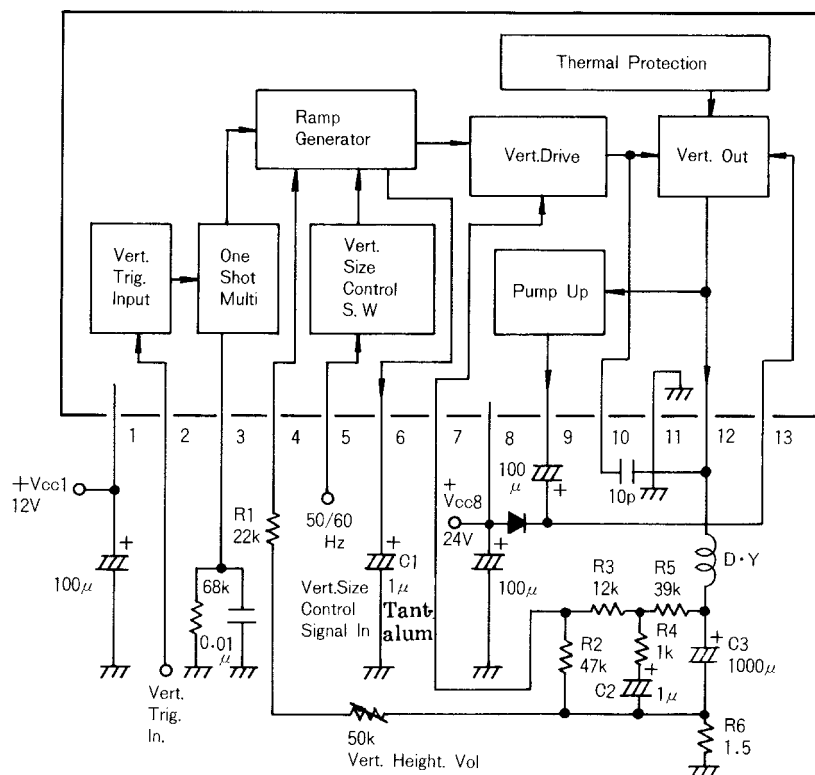 Thermal Protection
Ramp
Generator
Vert.Drive
Vert. Out
Vert.
Trig.
Input
One
Shot
Multi
Vert.
Size
Control
S. W
Pump Up
1
2
3
4
5
6
7
8
9
10
11
12
13
+Vcc1
12V
100μ
+
68k
0.01
μ
Vert.
Trig.
In.
R1
22k
50/60
Hz
Vert.Size
Control
Signal In
+
C1
1μ
Tant-
alum
+
Vcc8
24V
+
100μ
100
μ
+
10p
D·Y
R3
12k
R5
39k
R2
47k
R4
1k
+
C2
1μ
+
C3
1000μ
R6
1.5
50k
Vert. Height. Vol